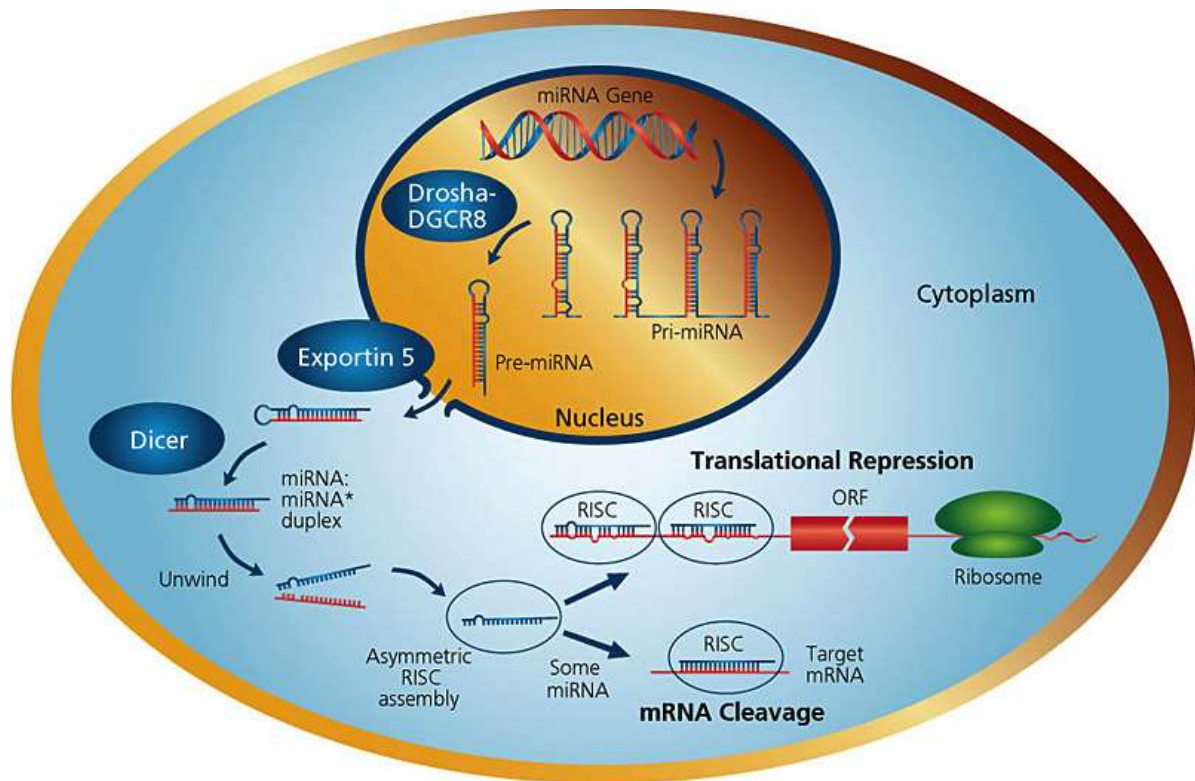 miRNA Gene
Drosha-
DGCR8
Pri-miRNA
Pre-miRNA
Exportin 5
Nucleus
Cytoplasm
Dicer
miRNA:
miRNA*
duplex
Unwind
Asymmetric
RISC
assembly
Translational Repression
RISC
RISC
ORF
Ribosome
Some
miRNA
RISC
Target
mRNA
mRNA Cleavage